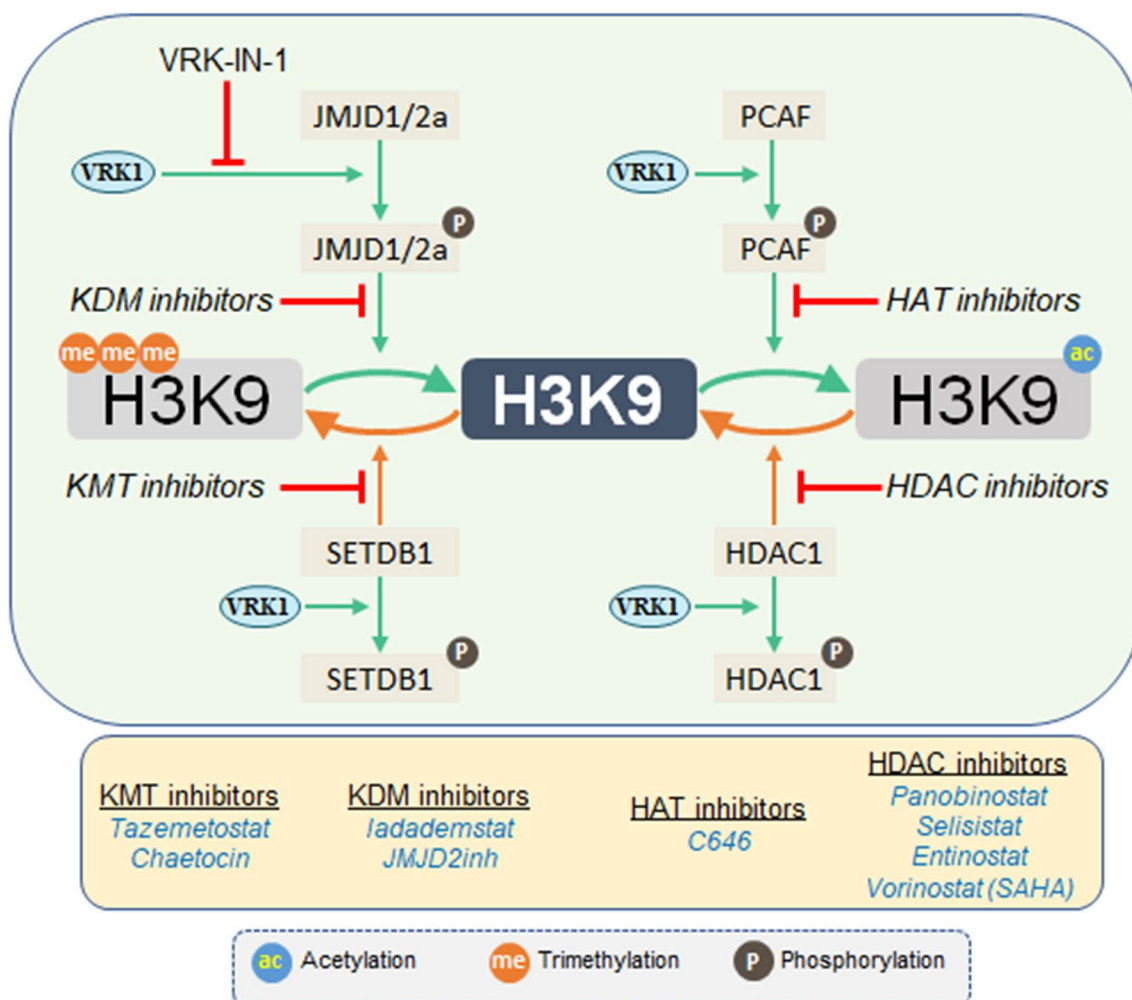 VRK-IN-1
JMJD1/2a
PCAF
VRK1
VRK1
P
P
JMJD1/2a
PCAF
KDM inhibitors
HAT inhibitors
me me me
ac
H3K9
H3K9
H3K9
KMT inhibitors
HDAC inhibitors
SETDB1
HDAC1
VRK1
VRK1
P
P
SETDB1
HDAC1
KMT inhibitors
Tazemetostat
Chaetocin
KDM inhibitors
Iadademstat
JMJD2inh
HAT inhibitors
C646
HDAC inhibitors
Panobinostat
Selisistat
Entinostat
Vorinostat (SAHA)
ac Acetylation
me Trimethylation
P Phosphorylation